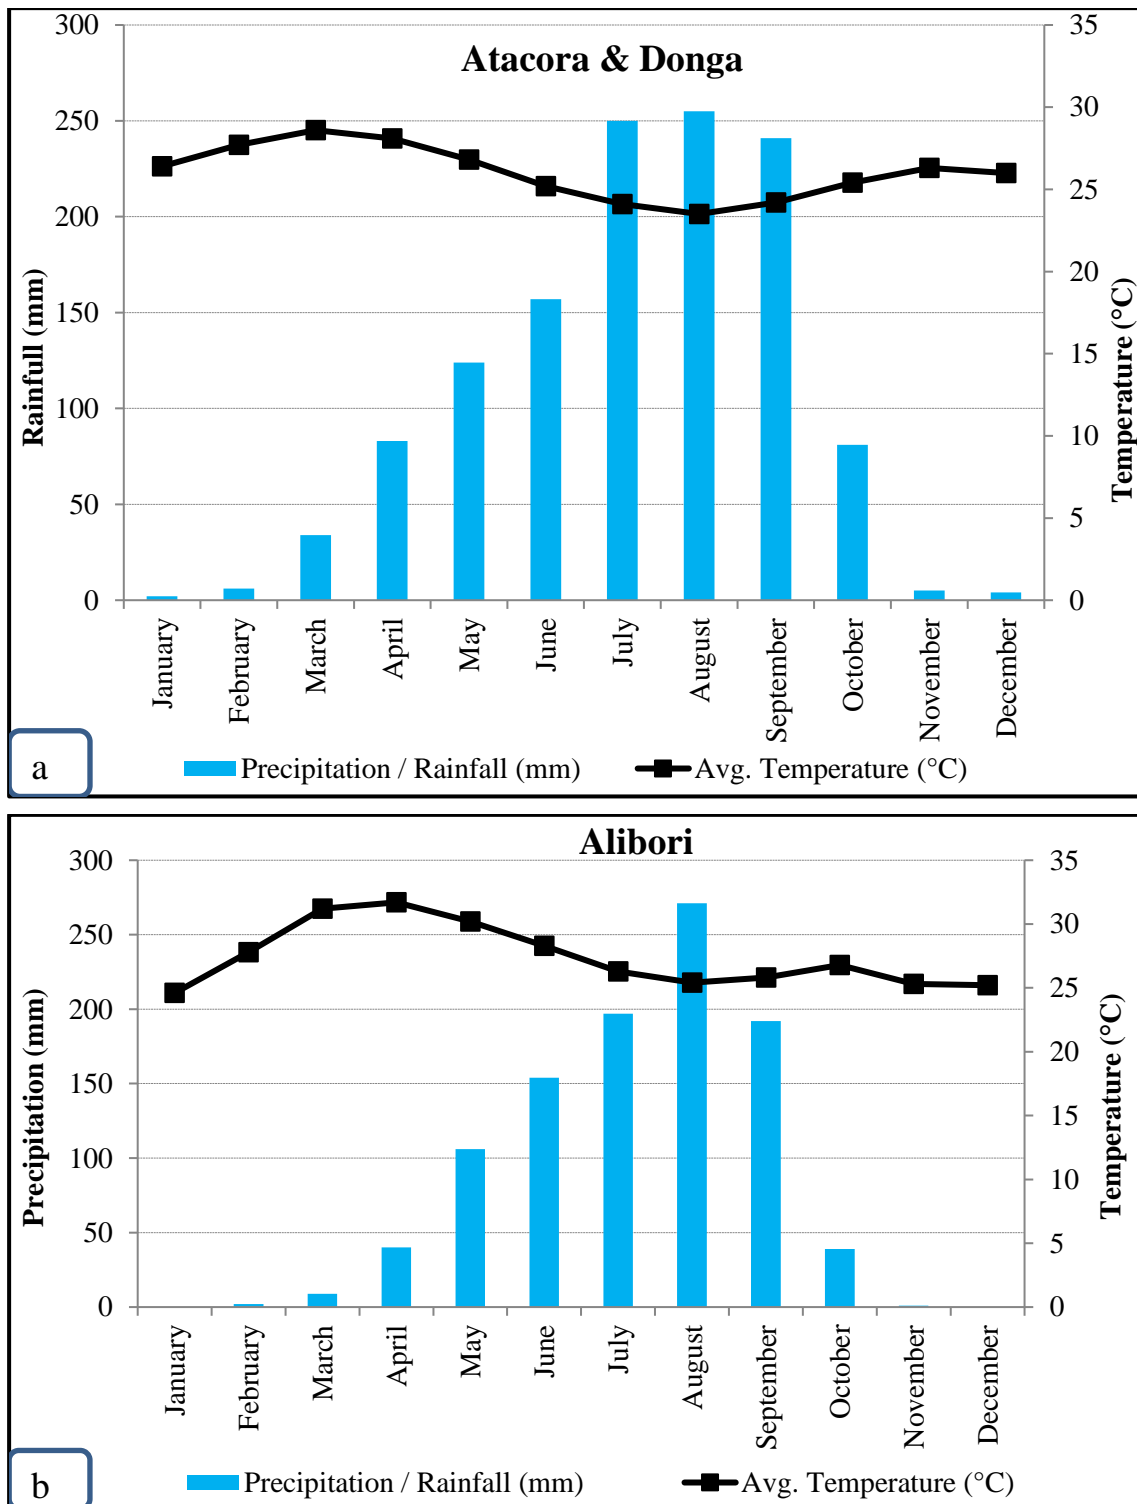 Atacora & Donga
Rainfull (mm)
300
250
200
150
100
50
0
35
30
25
20
15
10
5
0
Temperature (°C)
January
February
March
April
May
June
July
August
September
October
November
December
Precipitation / Rainfall (mm)
Avg. Temperature (°C)
a
Alibori
Precipitation (mm)
300
250
200
150
100
50
0
35
30
25
20
15
10
5
0
Temperature (°C)
January
February
March
April
May
June
July
August
September
October
November
December
Precipitation / Rainfall (mm)
Avg. Temperature (°C)
b